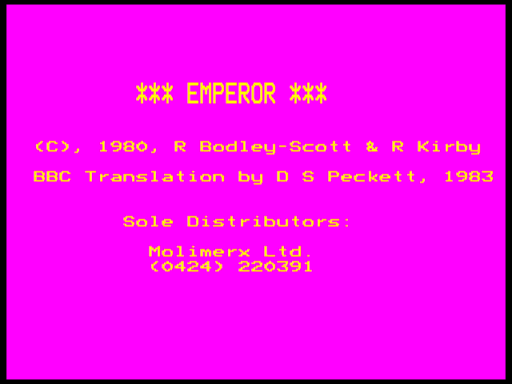 *** EMPEROR ***
(C), 1980, R Bodley-Scott & R Kirby
BBC Translation by D S Peckett, 1983
Sole Distributors:
Molimerx Ltd.
(0424) 220391